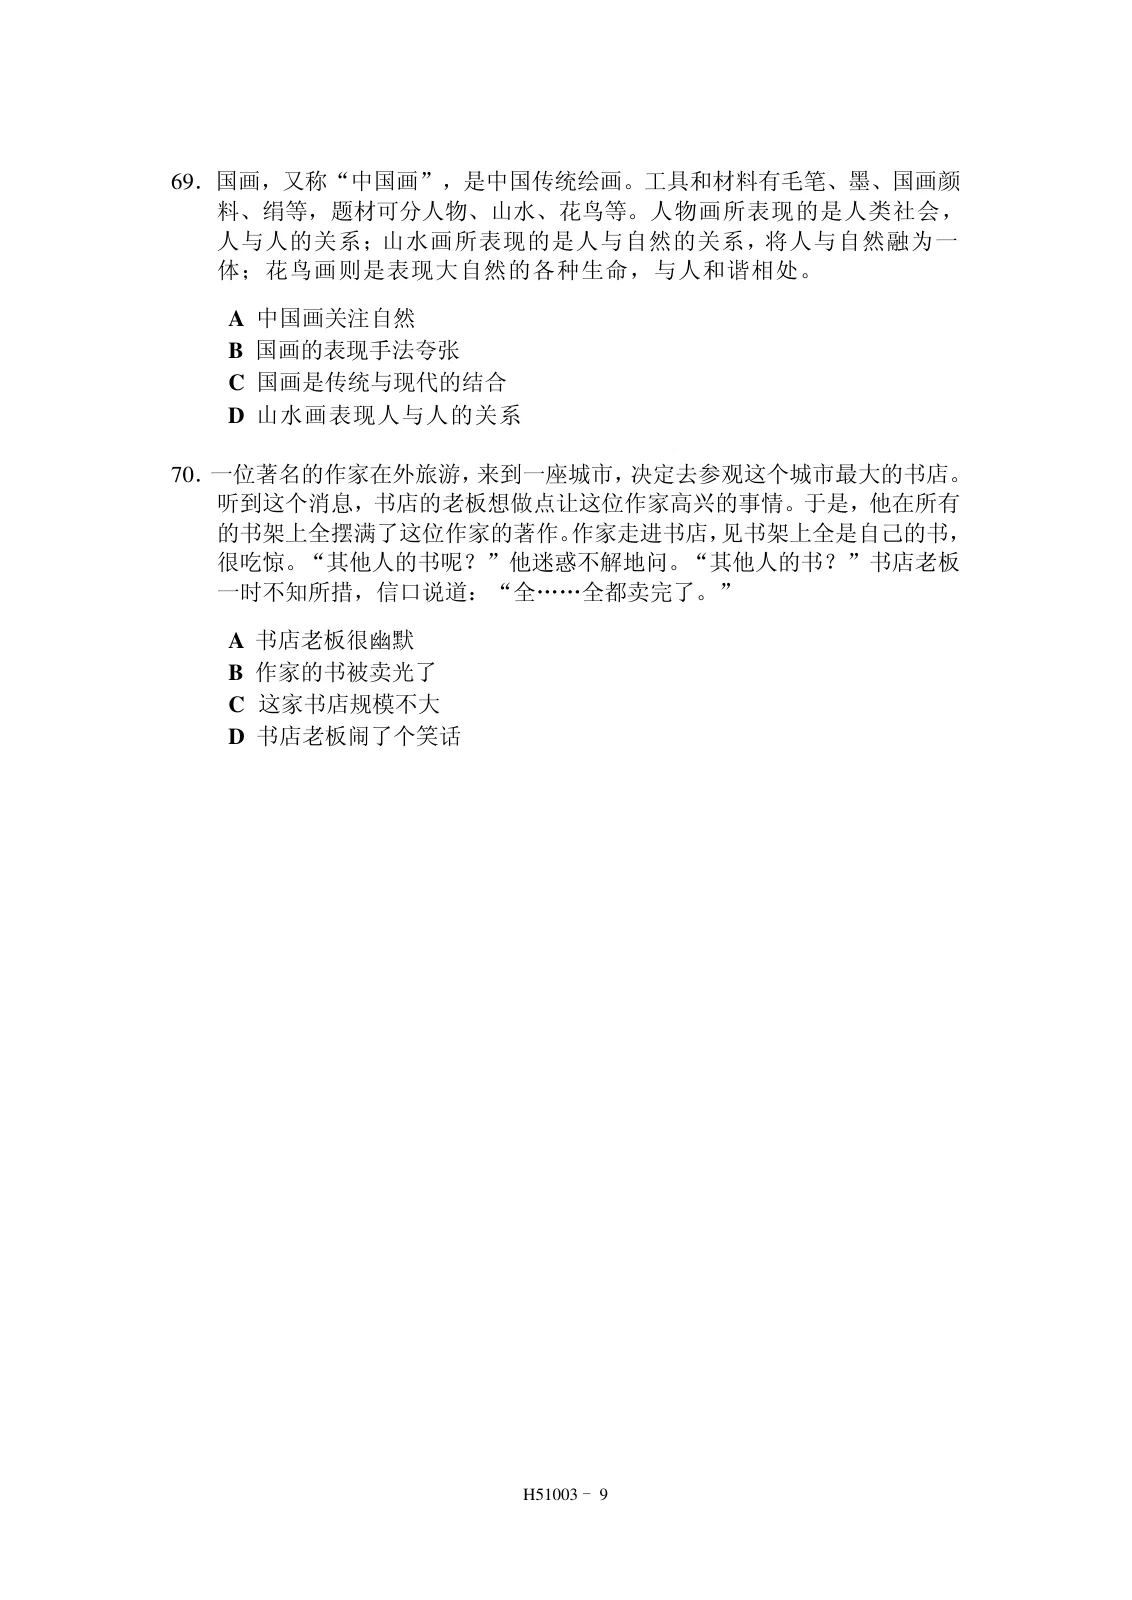 69．国画，又称“中国画”，是中国传统绘画。工具和材料有毛笔、墨、国画颜
料、绢等，题材可分人物、山水、花鸟等。人物画所表现的是人类社会，
人与人的关系；山水画所表现的是人与自然的关系，将人与自然融为一
体；花鸟画则是表现大自然的各种生命，与人和谐相处。
A 中国画关注自然
B 国画的表现手法夸张
C 国画是传统与现代的结合
D 山水画表现人与人的关系
70．一位著名的作家在外旅游，来到一座城市，决定去参观这个城市最大的书店。
听到这个消息，书店的老板想做点让这位作家高兴的事情。于是，他在所有
的书架上全摆满了这位作家的著作。作家走进书店，见书架上全是自己的书，
很吃惊。“其他人的书呢？”他迷惑不解地问。“其他人的书？”书店老板
一时不知所措，信口说道：“全……全都卖完了。”
A 书店老板很幽默
B 作家的书被卖光了
C 这家书店规模不大
D 书店老板闹了个笑话
H51003－ 9